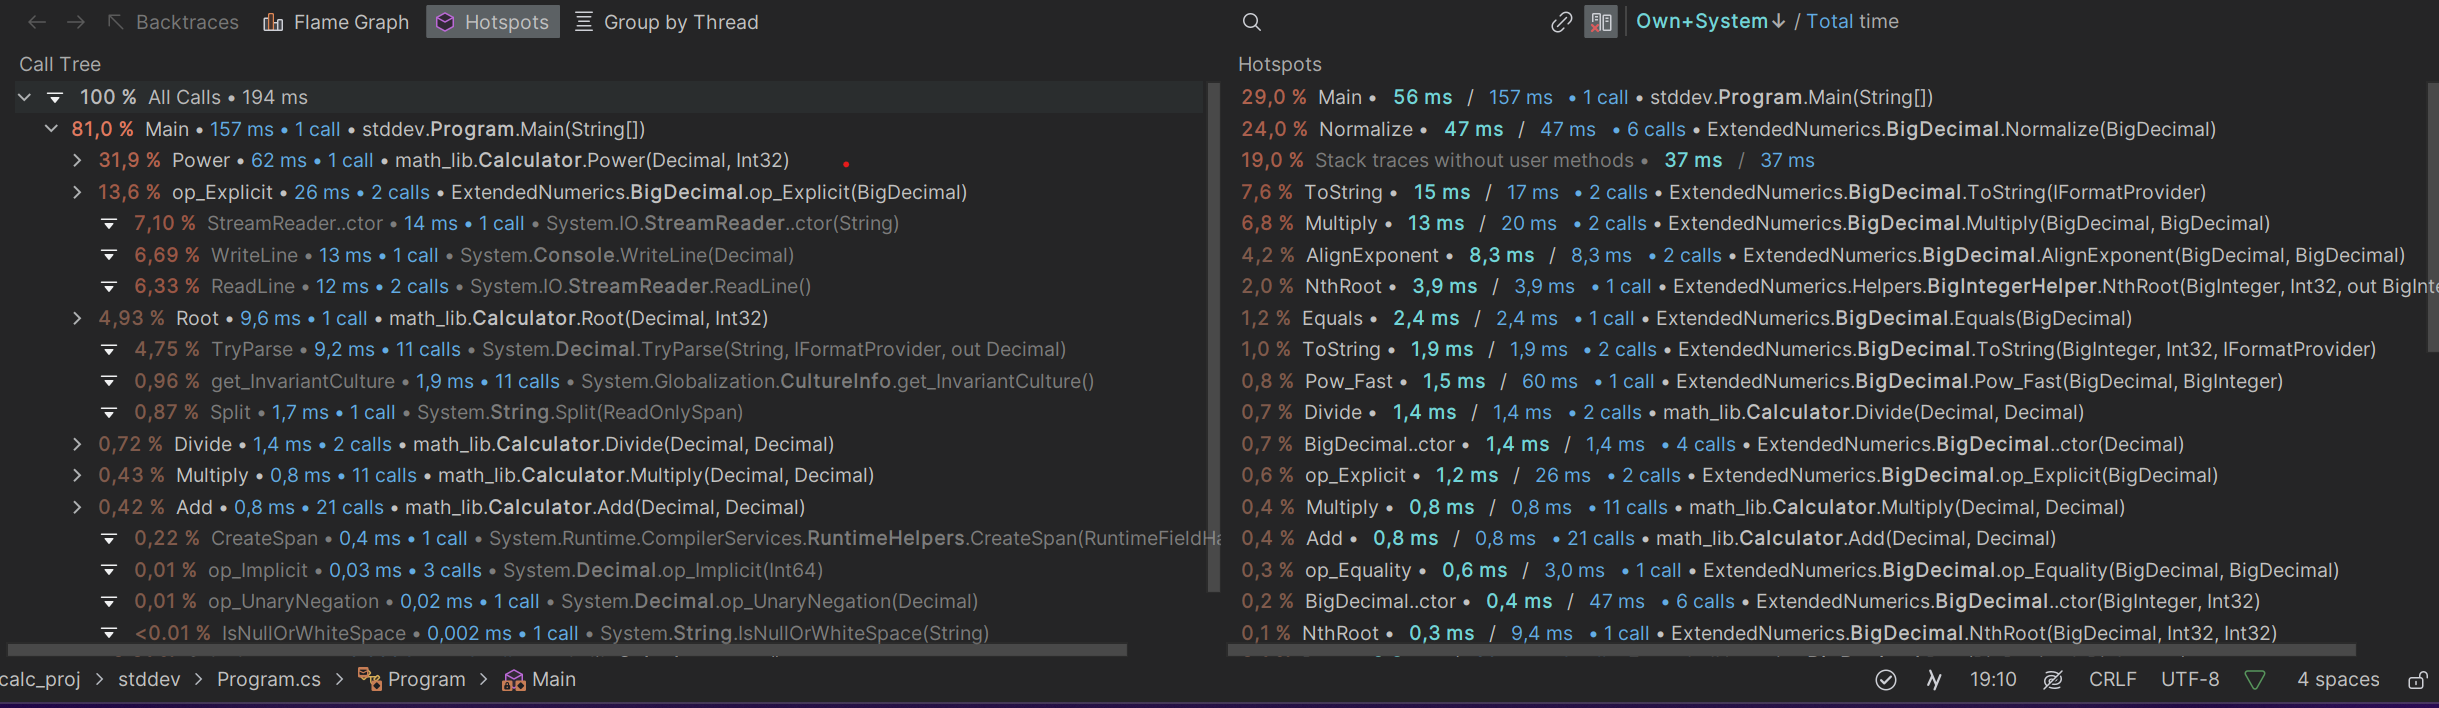 Backtraces Flame Graph Hotspots Group by Thread
Own+System↓ / Total time
Call Tree
100 % All Calls • 194 ms
81,0 % Main • 157 ms • 1 call • stddev.Program.Main(String[])
31,9 % Power • 62 ms • 1 call • math_lib.Calculator.Power(Decimal, Int32)
13,6 % op_Explicit • 26 ms • 2 calls • ExtendedNumerics.BigDecimal.op_Explicit(BigDecimal)
7,10 % StreamReader..ctor • 14 ms • 1 call • System.IO.StreamReader..ctor(String)
6,69 % WriteLine • 13 ms • 1 call • System.Console.WriteLine(Decimal)
6,33 % ReadLine • 12 ms • 2 calls • System.IO.StreamReader.ReadLine()
4,93 % Root • 9,6 ms • 1 call • math_lib.Calculator.Root(Decimal, Int32)
4,75 % TryParse • 9,2 ms • 11 calls • System.Decimal.TryParse(String, IFormatProvider, out Decimal)
0,96 % get_InvariantCulture • 1,9 ms • 11 calls • System.Globalization.CultureInfo.get_InvariantCulture()
0,87 % Split • 1,7 ms • 1 call • System.String.Split(ReadOnlySpan)
0,72 % Divide • 1,4 ms • 2 calls • math_lib.Calculator.Divide(Decimal, Decimal)
0,43 % Multiply • 0,8 ms • 11 calls • math_lib.Calculator.Multiply(Decimal, Decimal)
0,42 % Add • 0,8 ms • 21 calls • math_lib.Calculator.Add(Decimal, Decimal)
0,22 % CreateSpan • 0,4 ms • 1 call • System.Runtime.CompilerServices.RuntimeHelpers.CreateSpan(RuntimeFieldHa
0,01 % op_Implicit • 0,03 ms • 3 calls • System.Decimal.op_Implicit(Int64)
0,01 % op_UnaryNegation • 0,02 ms • 1 call • System.Decimal.op_UnaryNegation(Decimal)
<0.01 % IsNullOrWhiteSpace • 0,002 ms • 1 call • System.String.IsNullOrWhiteSpace(String)
Hotspots
29,0 % Main • 56 ms / 157 ms • 1 call • stddev.Program.Main(String[])
24,0 % Normalize • 47 ms / 47 ms • 6 calls • ExtendedNumerics.BigDecimal.Normalize(BigDecimal)
19,0 % Stack traces without user methods • 37 ms / 37 ms
7,6 % ToString • 15 ms / 17 ms • 2 calls • ExtendedNumerics.BigDecimal.ToString(IFormatProvider)
6,8 % Multiply • 13 ms / 20 ms • 2 calls • ExtendedNumerics.BigDecimal.Multiply(BigDecimal, BigDecimal)
4,2 % AlignExponent • 8,3 ms / 8,3 ms • 2 calls • ExtendedNumerics.BigDecimal.AlignExponent(BigDecimal, BigDecimal)
2,0 % NthRoot • 3,9 ms / 3,9 ms • 1 call • ExtendedNumerics.Helpers.BigIntegerHelper.NthRoot(BigInteger, Int32, out BigInte
1,2 % Equals • 2,4 ms / 2,4 ms • 1 call • ExtendedNumerics.BigDecimal.Equals(BigDecimal)
1,0 % ToString • 1,9 ms / 1,9 ms • 2 calls • ExtendedNumerics.BigDecimal.ToString(BigInteger, Int32, IFormatProvider)
0,8 % Pow_Fast • 1,5 ms / 60 ms • 1 call • ExtendedNumerics.BigDecimal.Pow_Fast(BigDecimal, BigInteger)
0,7 % Divide • 1,4 ms / 1,4 ms • 2 calls • math_lib.Calculator.Divide(Decimal, Decimal)
0,7 % BigDecimal..ctor • 1,4 ms / 1,4 ms • 4 calls • ExtendedNumerics.BigDecimal..ctor(Decimal)
0,6 % op_Explicit • 1,2 ms / 26 ms • 2 calls • ExtendedNumerics.BigDecimal.op_Explicit(BigDecimal)
0,4 % Multiply • 0,8 ms / 0,8 ms • 11 calls • math_lib.Calculator.Multiply(Decimal, Decimal)
0,4 % Add • 0,8 ms / 0,8 ms • 21 calls • math_lib.Calculator.Add(Decimal, Decimal)
0,3 % op_Equality • 0,6 ms / 3,0 ms • 1 call • ExtendedNumerics.BigDecimal.op_Equality(BigDecimal, BigDecimal)
0,2 % BigDecimal..ctor • 0,4 ms / 47 ms • 6 calls • ExtendedNumerics.BigDecimal..ctor(BigInteger, Int32)
0,1 % NthRoot • 0,3 ms / 9,4 ms • 1 call • ExtendedNumerics.BigDecimal.NthRoot(BigDecimal, Int32, Int32)
calc_proj > stddev > Program.cs > Program > Main
19:10 CRLF UTF-8 4 spaces